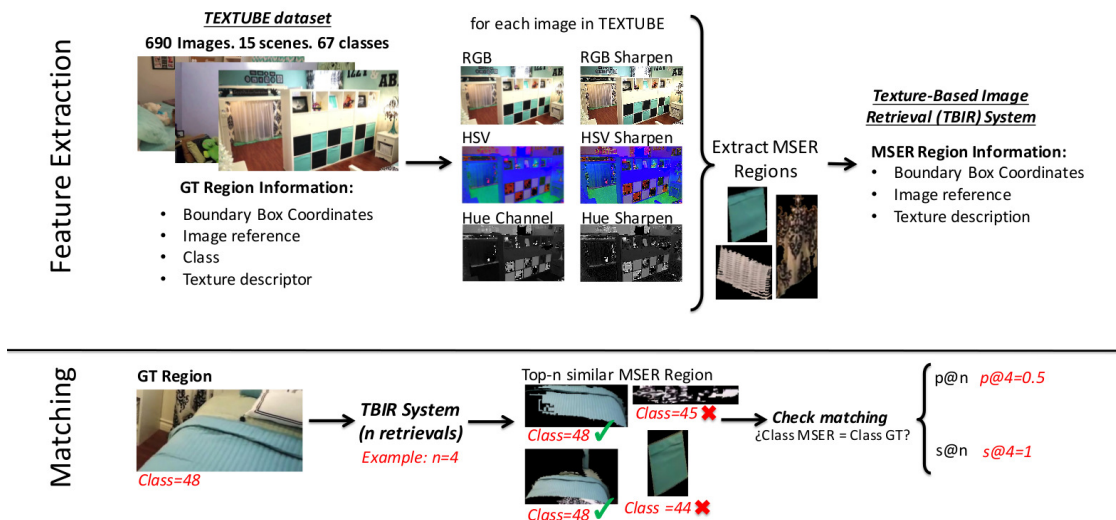 Feature Extraction
TEXTUBE dataset
690 Images. 15 scenes. 67 classes
GT Region Information:
• Boundary Box Coordinates
• Image reference
• Class
• Texture descriptor
for each image in TEXTUBE
RGB
RGB Sharpen
HSV
HSV Sharpen
Hue Channel
Hue Sharpen
Extract MSER
Regions
Texture-Based Image
Retrieval (TBIR) System
MSER Region Information:
• Boundary Box Coordinates
• Image reference
• Texture description
Matching
GT Region
Class=48
TBIR System
(n retrievals)
Example: n=4
Top-n similar MSER Region
Class=48
Class=45
Class=48
Class =44
Check matching
¿Class MSER = Class GT?
p@n p@4=0.5
s@n s@4=1